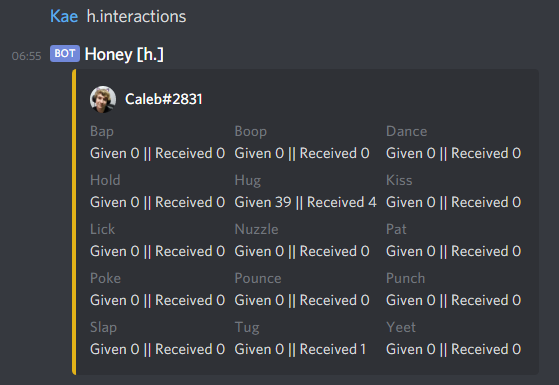 Kae h.interactions
06:55 BOT Honey [h.]
Caleb#2831
Bap Boop Dance
Given 0 || Received 0 Given 0 || Received 0 Given 0 || Received 0
Hold Hug Kiss
Given 0 || Received 0 Given 39 || Received 4 Given 0 || Received 0
Lick Nuzzle Pat
Given 0 || Received 0 Given 0 || Received 0 Given 0 || Received 0
Poke Pounce Punch
Given 0 || Received 0 Given 0 || Received 0 Given 0 || Received 0
Slap Tug Yeet
Given 0 || Received 0 Given 0 || Received 1 Given 0 || Received 0